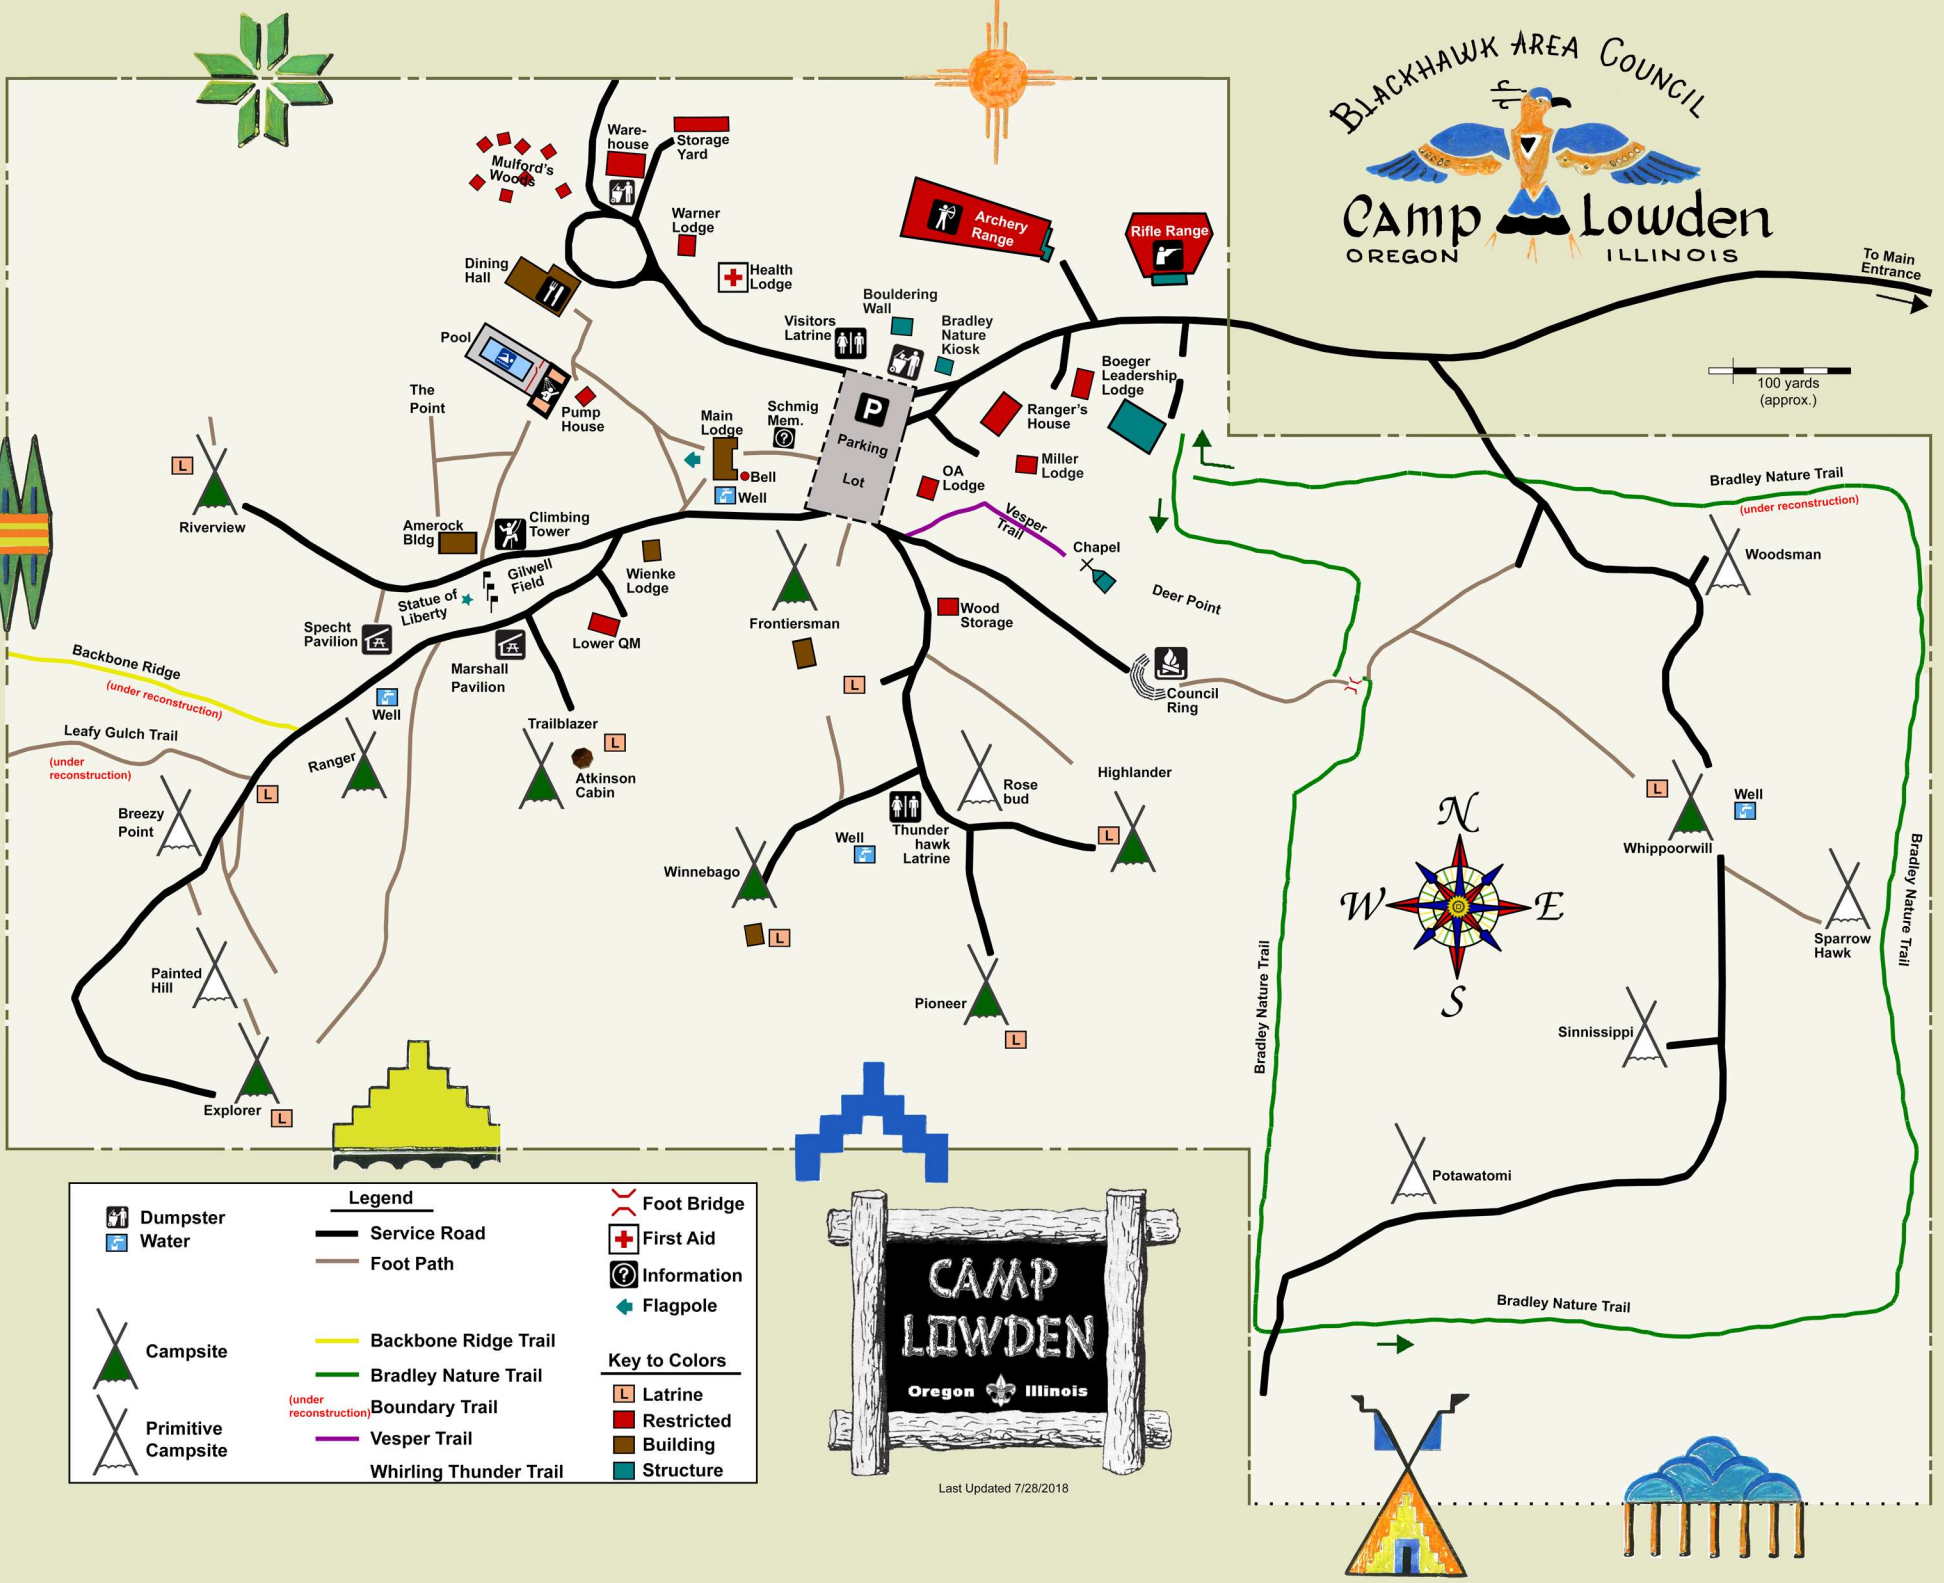 BLACKHAWK AREA COUNCIL
CAMP LOWDEN
OREGON ILLINOIS
To Main
Entrance
100 yards
(approx.)
Ware-
house
Storage
Yard
Mulford's
Woods
Warner
Lodge
Archery
Range
Rifle Range
Dining
Hall
Health
Lodge
Bouldering
Wall
Visitors
Latrine
Bradley
Nature
Kiosk
Pool
Boeger
Leadership
Lodge
The
Point
Pump
House
Main
Lodge
Schmig
Mem.
P
Parking
Lot
Ranger's
House
Miller
Lodge
OA
Lodge
Bell
Well
L
Riverview
Amerock
Bldg
Climbing
Tower
Vesper
Trail
Chapel
Bradley Nature Trail
(under reconstruction)
Woodsman
Gilwell
Field
Wienke
Lodge
Deer Point
Statue of
Liberty
Frontiersman
Wood
Storage
Specht
Pavilion
Lower QM
Marshall
Pavilion
Backbone Ridge
(under reconstruction)
L
Council
Ring
Well
Leafy Gulch Trail
(under
reconstruction)
Trailblazer
L
Ranger
Atkinson
Cabin
Rose
bud
Highlander
L
Breezy
Point
L
Well
Whippoorwill
Thunder
hawk
Latrine
Well
L
Winnebago
L
Bradley Nature Trail
N
W
E
S
Sparrow
Hawk
Painted
Hill
Pioneer
L
Bradley Nature Trail
Sinnissippi
Explorer
L
Potawatomi
Bradley Nature Trail
Legend
Dumpster
Water
Campsite
Primitive
Campsite
Service Road
Foot Path
Backbone Ridge Trail
Bradley Nature Trail
(under
reconstruction)
Boundary Trail
Vesper Trail
Whirling Thunder Trail
Foot Bridge
First Aid
? Information
Flagpole
Key to Colors
L Latrine
Restricted
Building
Structure
CAMP
LOWDEN
Oregon Illinois
Last Updated 7/28/2018